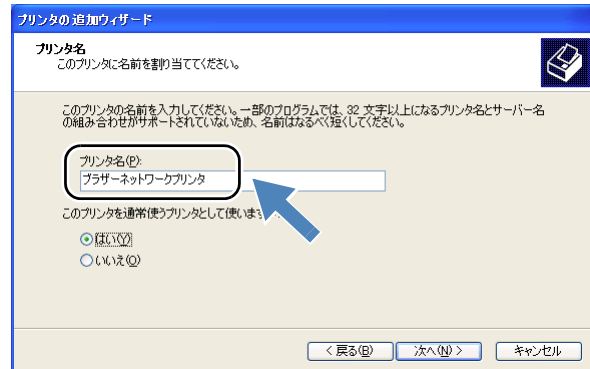 プリンタの追加ウィザード
プリンタ名
このプリンタに名前を割り当ててください。
このプリンタの名前を入力してください。一部のプログラムでは、32 文字以上になるプリンタ名とサーバー名
の組み合わせがサポートされていないため、名前はなるべく短くしてください。
プリンタ名(P):
ブラザーネットワークプリンタ
このプリンタを通常使うプリンタとして使いま
はい(Y)
いいえ(O)
< 戻る(B)
次へ(N) >
キャンセル